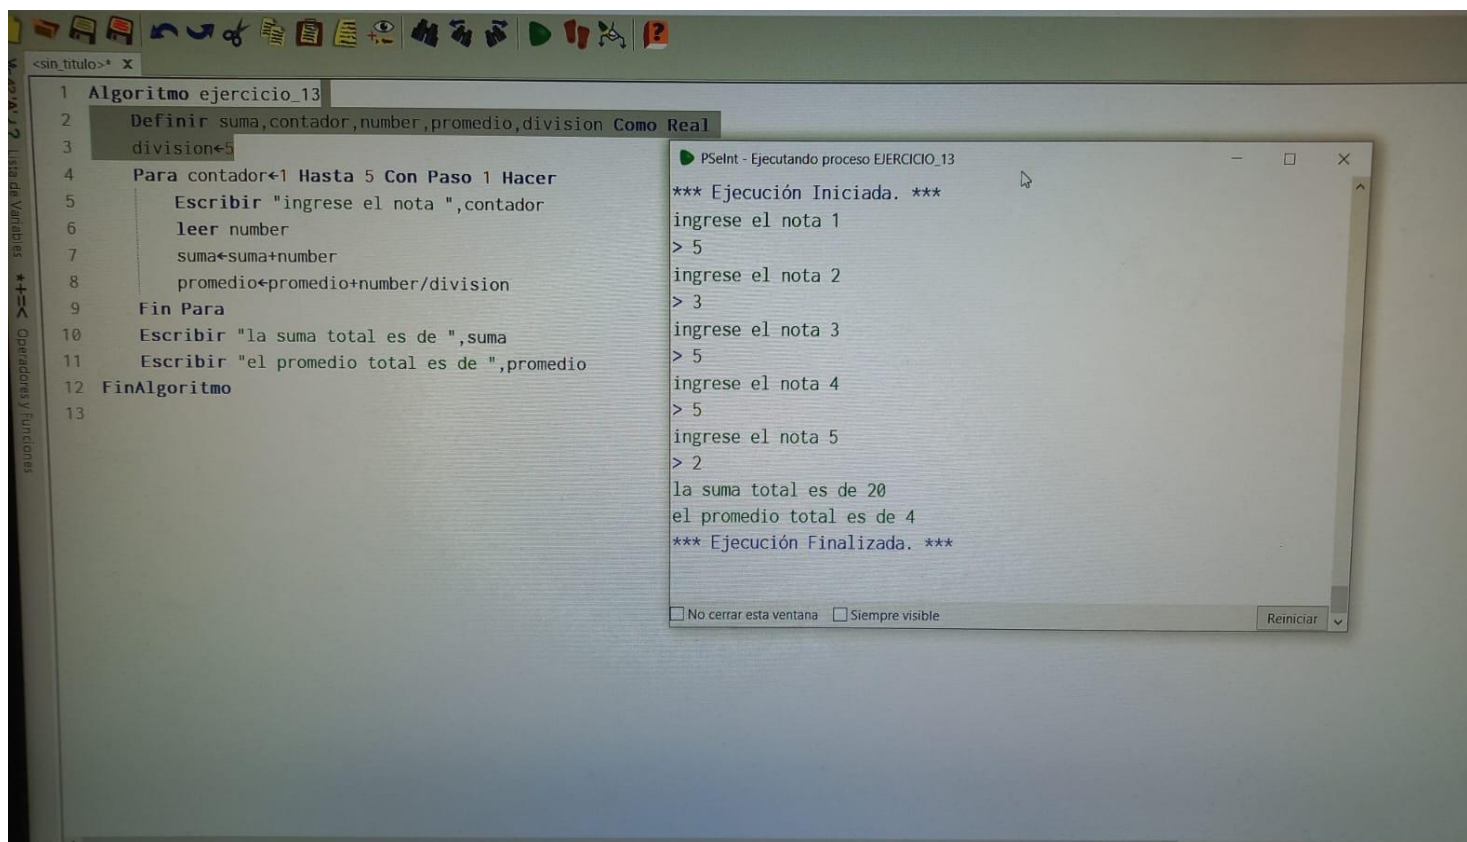 <sin_titulo>* X
1 Algoritmo ejercicio_13
2 Definir suma,contador,number,promedio,division Como Real
3 division←5
4 Para contador←1 Hasta 5 Con Paso 1 Hacer
5 Escribir "ingrese el nota ",contador
6 leer number
7 suma←suma+number
8 promedio←promedio+number/division
9 Fin Para
10 Escribir "la suma total es de ",suma
11 Escribir "el promedio total es de ",promedio
12 FinAlgoritmo
13
Lista de Variables
*+=< Operadores y Funciones
PSeInt - Ejecutando proceso EJERCICIO_13
*** Ejecución Iniciada. ***
ingrese el nota 1
> 5
ingrese el nota 2
> 3
ingrese el nota 3
> 5
ingrese el nota 4
> 5
ingrese el nota 5
> 2
la suma total es de 20
el promedio total es de 4
*** Ejecución Finalizada. ***
No cerrar esta ventana Siempre visible Reiniciar